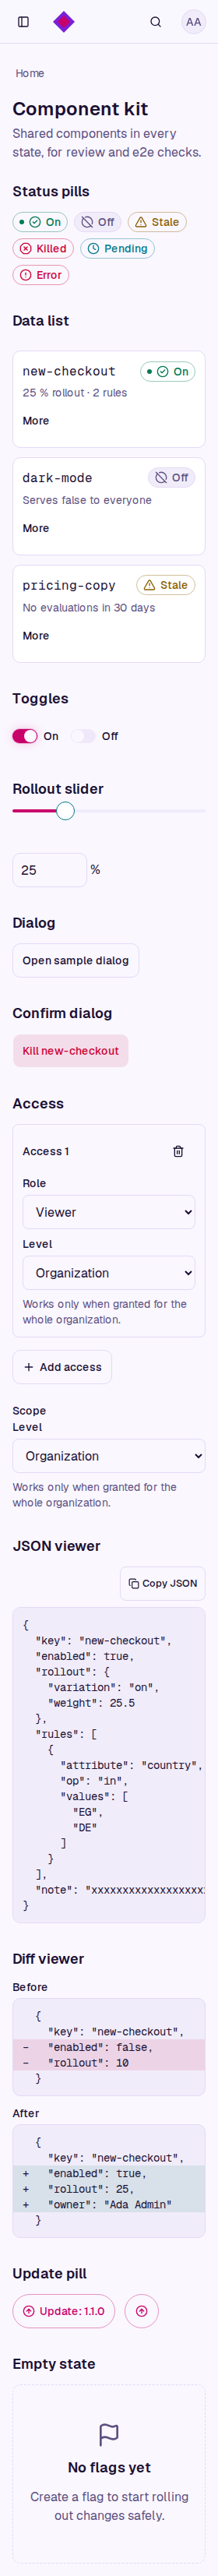 AA
Home
Component kit
Shared components in every
state, for review and e2e checks.
Status pills
On
Off
Stale
Killed
Pending
Error
Data list
new-checkout
On
25 % rollout · 2 rules
More
dark-mode
Off
Serves false to everyone
More
pricing-copy
Stale
No evaluations in 30 days
More
Toggles
On
Off
Rollout slider
25 %
Dialog
Open sample dialog
Confirm dialog
Kill new-checkout
Access
Access 1
Role
Viewer
Level
Organization
Works only when granted for the
whole organization.
+ Add access
Scope
Level
Organization
Works only when granted for the
whole organization.
JSON viewer
Copy JSON
{
"key": "new-checkout",
"enabled": true,
"rollout": {
"variation": "on",
"weight": 25.5
},
"rules": [
{
"attribute": "country",
"op": "in",
"values": [
"EG",
"DE"
]
}
],
"note": "xxxxxxxxxxxxxxxxxx
}
Diff viewer
Before
{
"key": "new-checkout",
- "enabled": false,
- "rollout": 10
}
After
{
"key": "new-checkout",
+ "enabled": true,
+ "rollout": 25,
+ "owner": "Ada Admin"
}
Update pill
Update: 1.1.0
Empty state
No flags yet
Create a flag to start rolling
out changes safely.